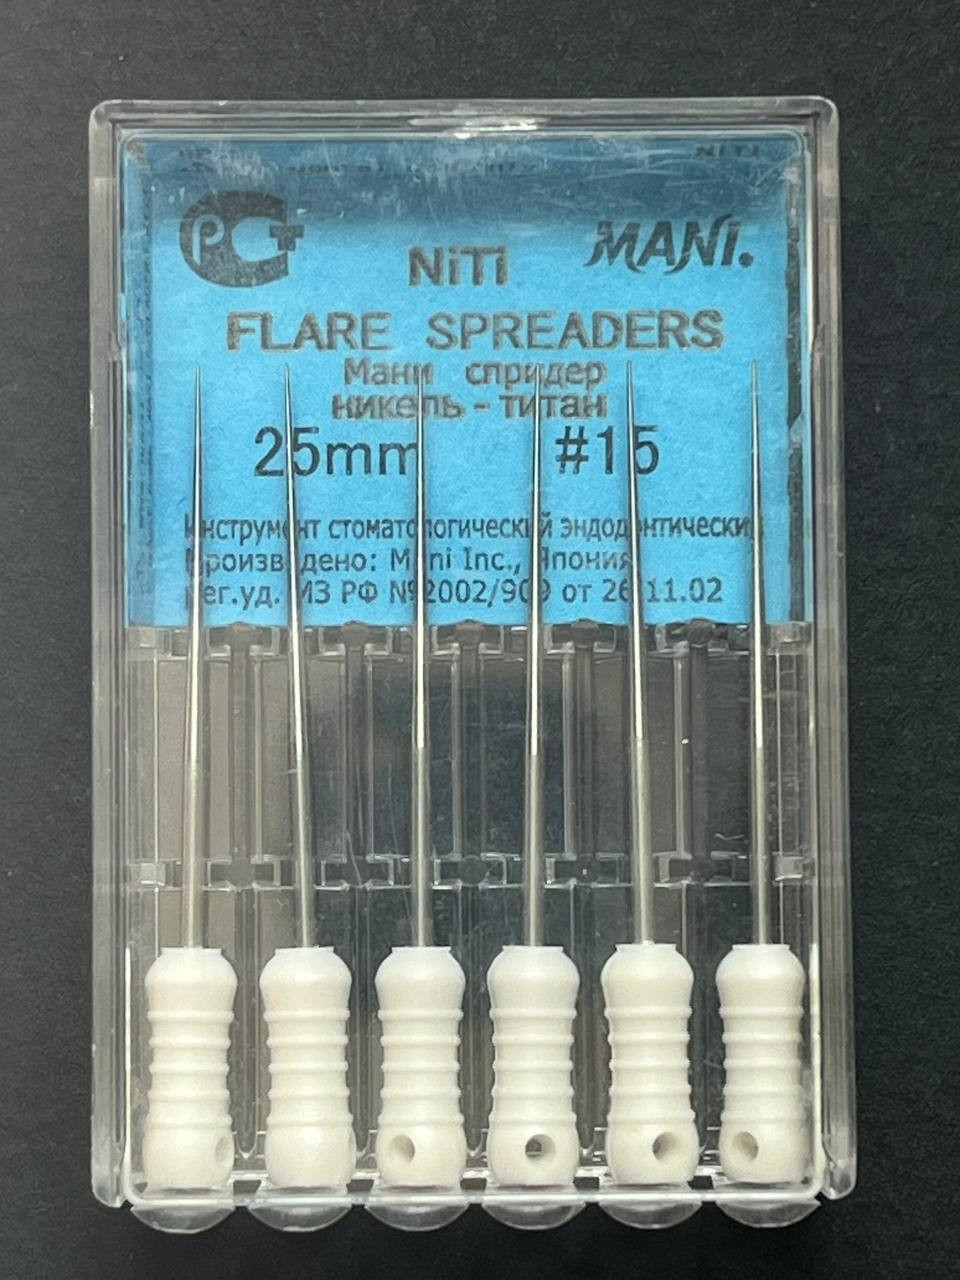 PCT
MANI.
NiTi
FLARE SPREADERS
Мани спридер
никель - титан
25mm #15
Инструмент стоматологический эндодонтический
Произведено: Mani Inc., Япония
рег.уд. МЗ РФ №2002/909 от 26.11.02